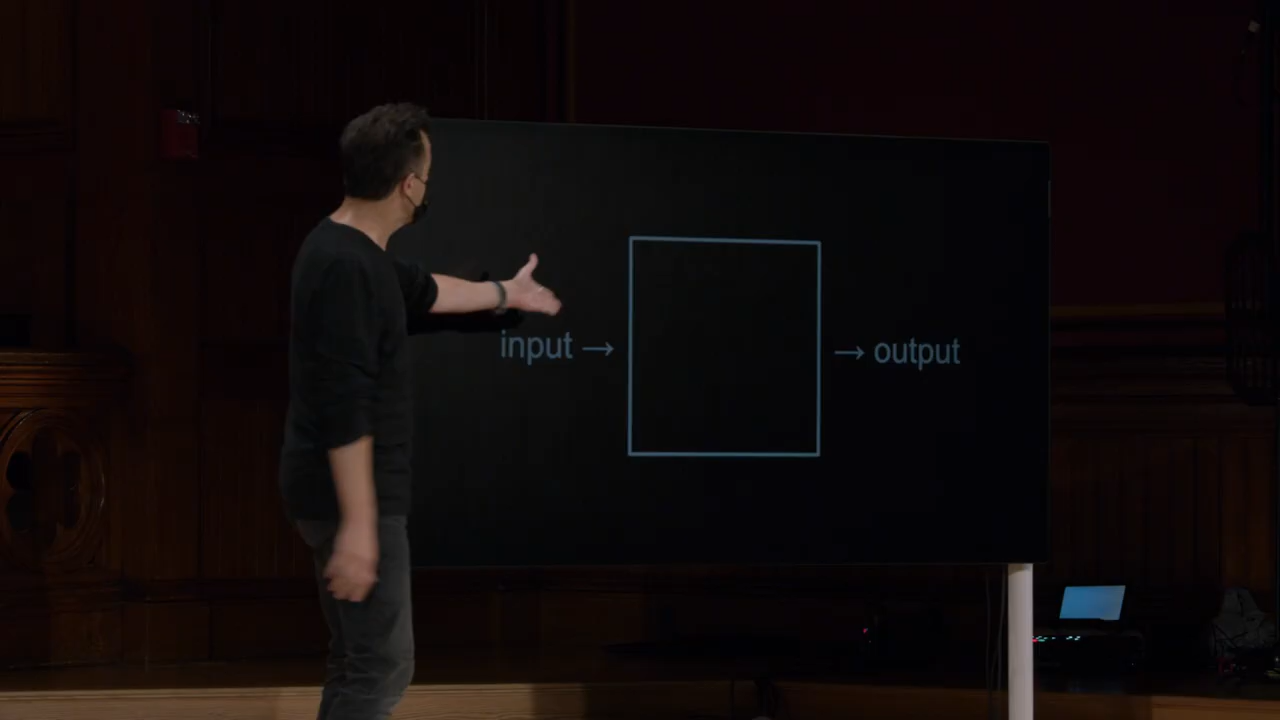 input → → output